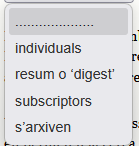 ....................
individuals
resum o ‘digest’
subscriptors
s’arxiven